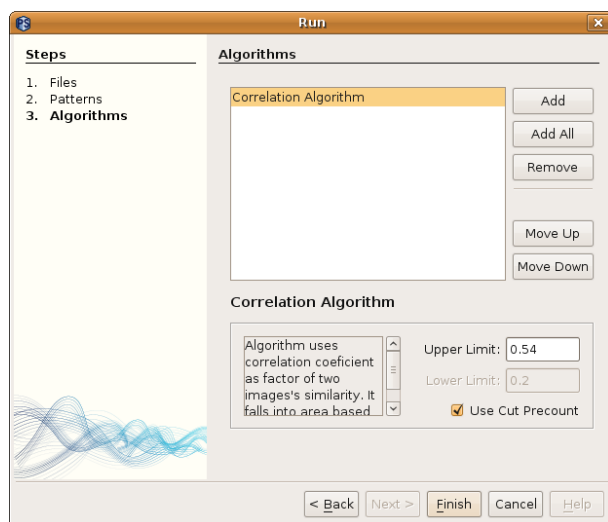 Run
Steps
1. Files
2. Patterns
3. Algorithms
Algorithms
Correlation Algorithm
Add
Add All
Remove
Move Up
Move Down
Correlation Algorithm
Algorithm uses
correlation coeficient
as factor of two
images's similarity. It
falls into area based
Upper Limit: 0.54
Lower Limit: 0.2
Use Cut Precount
< Back
Next >
Finish
Cancel
Help